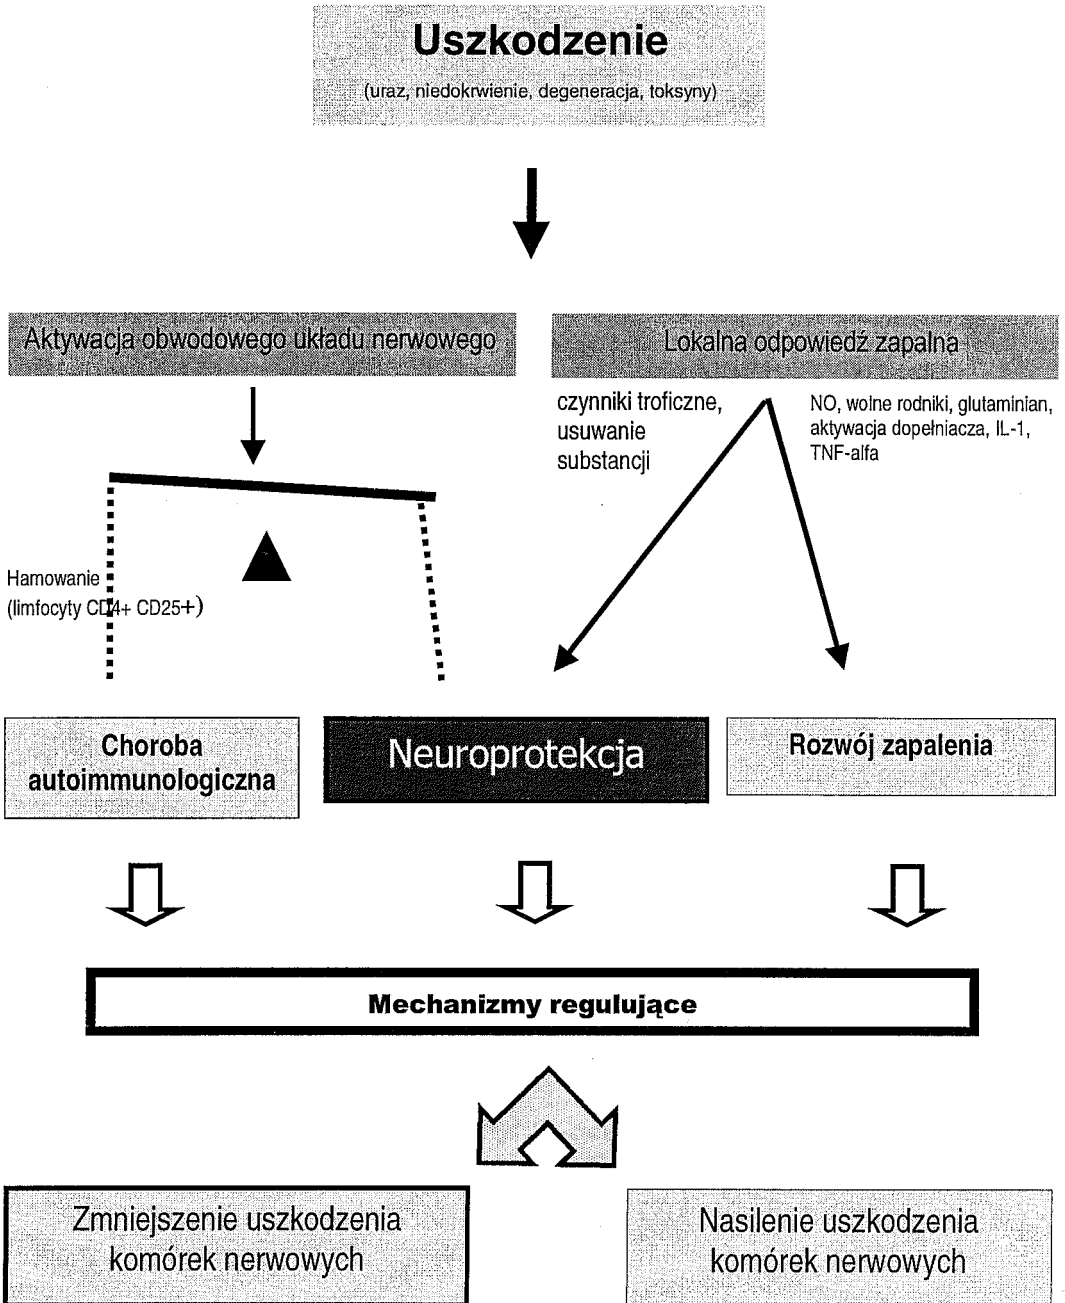 Uszkodzenie
(uraz, niedokrwienie, degeneracja, toksyny)
Aktywacja obwodowego układu nerwowego
Lokalna odpowiedź zapalna
czynniki troficzne,
usuwanie
substancji
NO, wolne rodniki, glutaminian,
aktywacja dopełniacza, IL-1,
TNF-alfa
Hamowanie
(limfocyty CD4+ CD25+)
Choroba
autoimmunologiczna
Neuroprotekcja
Rozwój zapalenia
Mechanizmy regulujące
Zmniejszenie uszkodzenia
komórek nerwowych
Nasilenie uszkodzenia
komórek nerwowych